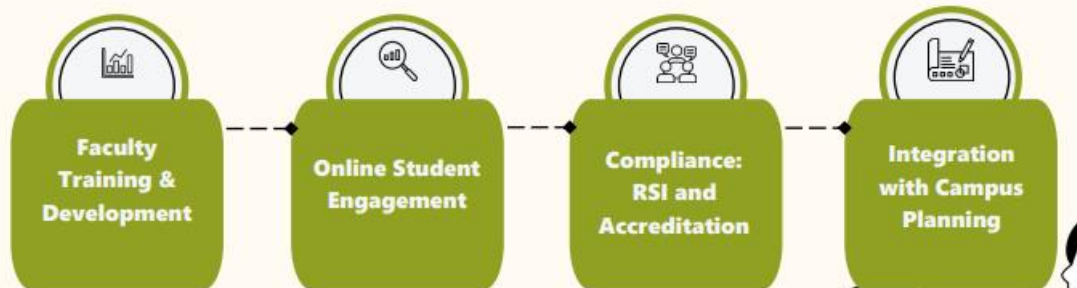 Faculty
Training &
Development
Online Student
Engagement
Compliance:
RSI and
Accreditation
Integration
with Campus
Planning